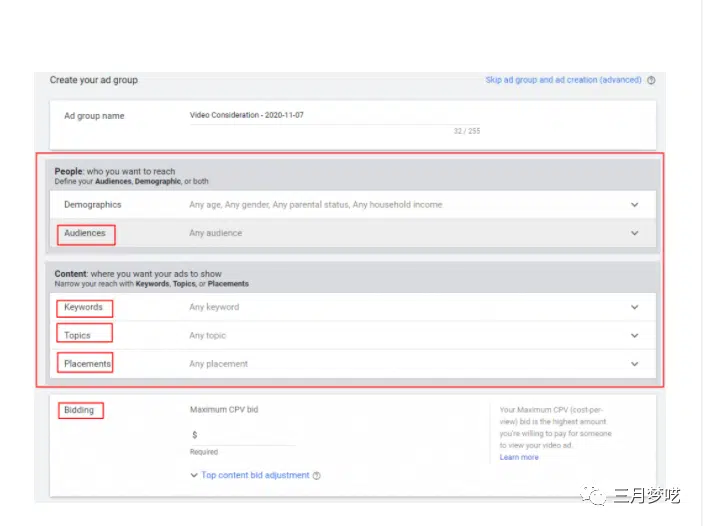 Create your ad group
Skip ad group and ad creation (advanced)
Ad group name
Video Consideration - 2020-11-07
32 / 255
People: who you want to reach
Define your Audiences, Demographic, or both
Demographics
Any age, Any gender, Any parental status, Any household income
Audiences
Any audience
Content: where you want your ads to show
Narrow your reach with Keywords, Topics, or Placements
Keywords
Any keyword
Topics
Any topic
Placements
Any placement
Bidding
Maximum CPV bid
$
Required
Top content bid adjustment
Your Maximum CPV (cost-per-
view) bid is the highest amount
you're willing to pay for someone
to view your video ad.
Learn more
三月梦呓